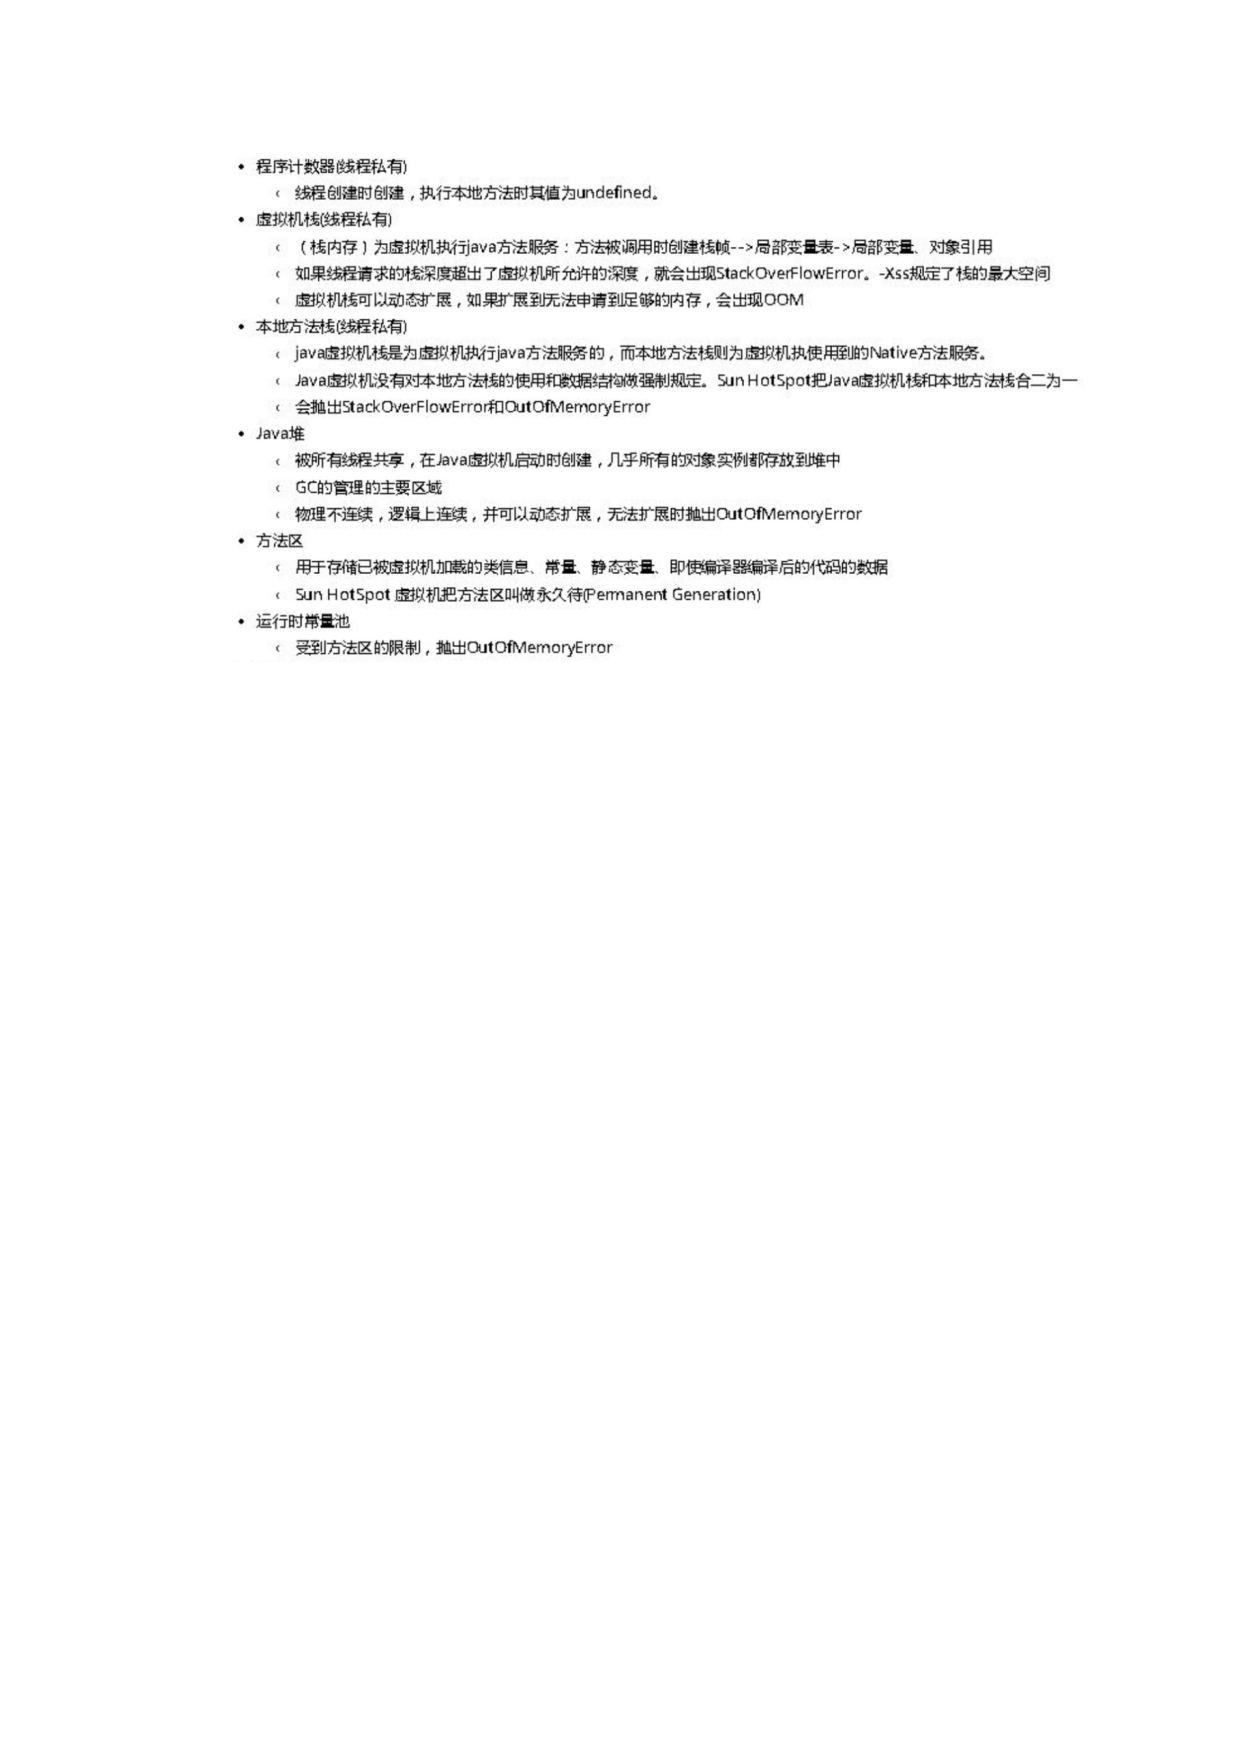 • 程序计数器(线程私有)
‹ 线程创建时创建，执行本地方法时其值为undefined。
• 虚拟机栈(线程私有)
‹ （栈内存）为虚拟机执行java方法服务：方法被调用时创建栈帧-->局部变量表->局部变量、对象引用
‹ 如果线程请求的栈深度超出了虚拟机所允许的深度，就会出现StackOverFlowError。-Xss规定了栈的最大空间
‹ 虚拟机栈可以动态扩展，如果扩展到无法申请到足够的内存，会出现OOM
• 本地方法栈(线程私有)
‹ java虚拟机栈是为虚拟机执行java方法服务的，而本地方法栈则为虚拟机执使用到的Native方法服务。
‹ Java虚拟机没有对本地方法栈的使用和数据结构做强制规定。Sun HotSpot把Java虚拟机栈和本地方法栈合二为一
‹ 会抛出StackOverFlowError和OutOfMemoryError
• Java堆
‹ 被所有线程共享，在Java虚拟机启动时创建，几乎所有的对象实例都存放到堆中
‹ GC的管理的主要区域
‹ 物理不连续，逻辑上连续，并可以动态扩展，无法扩展时抛出OutOfMemoryError
• 方法区
‹ 用于存储已被虚拟机加载的类信息、常量、静态变量、即使编译器编译后的代码的数据
‹ Sun HotSpot 虚拟机把方法区叫做永久待(Permanent Generation)
• 运行时常量池
‹ 受到方法区的限制，抛出OutOfMemoryError